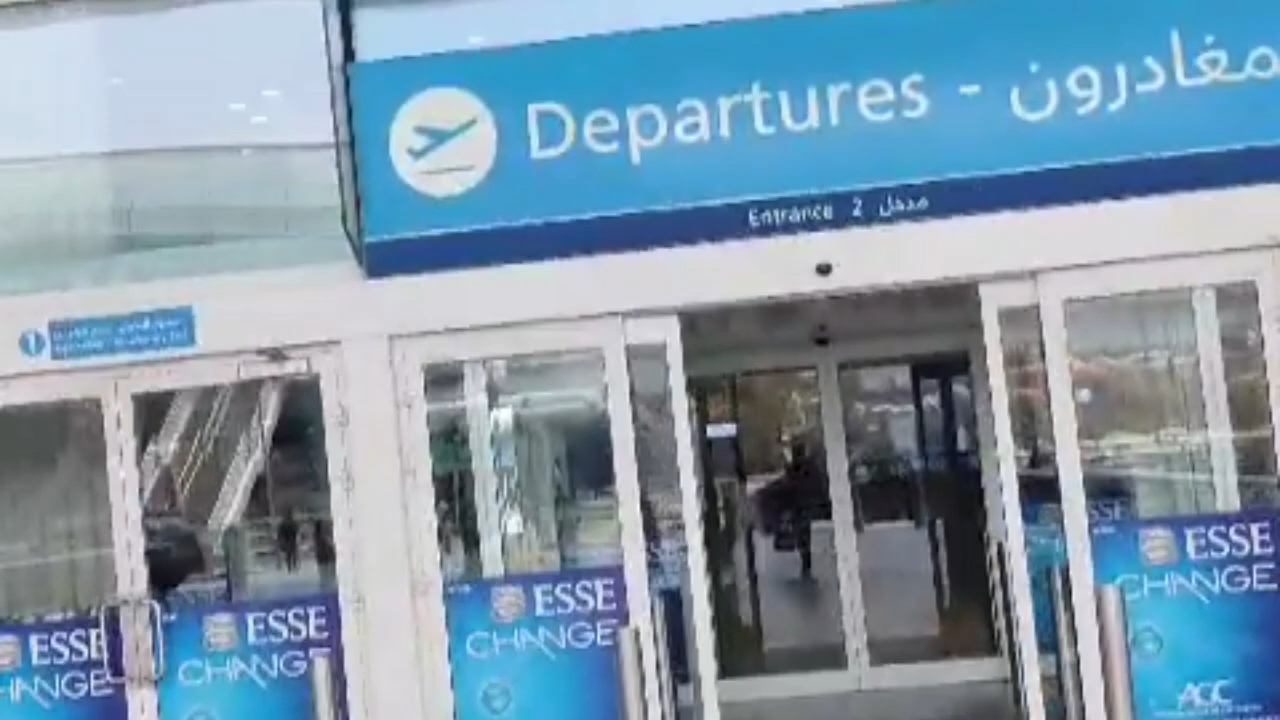 Departures - مغادرون
Entrance 2 مدخل
ESSE
CHANGE
ESSE
CHANGE
ESSE
CHANGE
ESSE
CHANGE
AGC